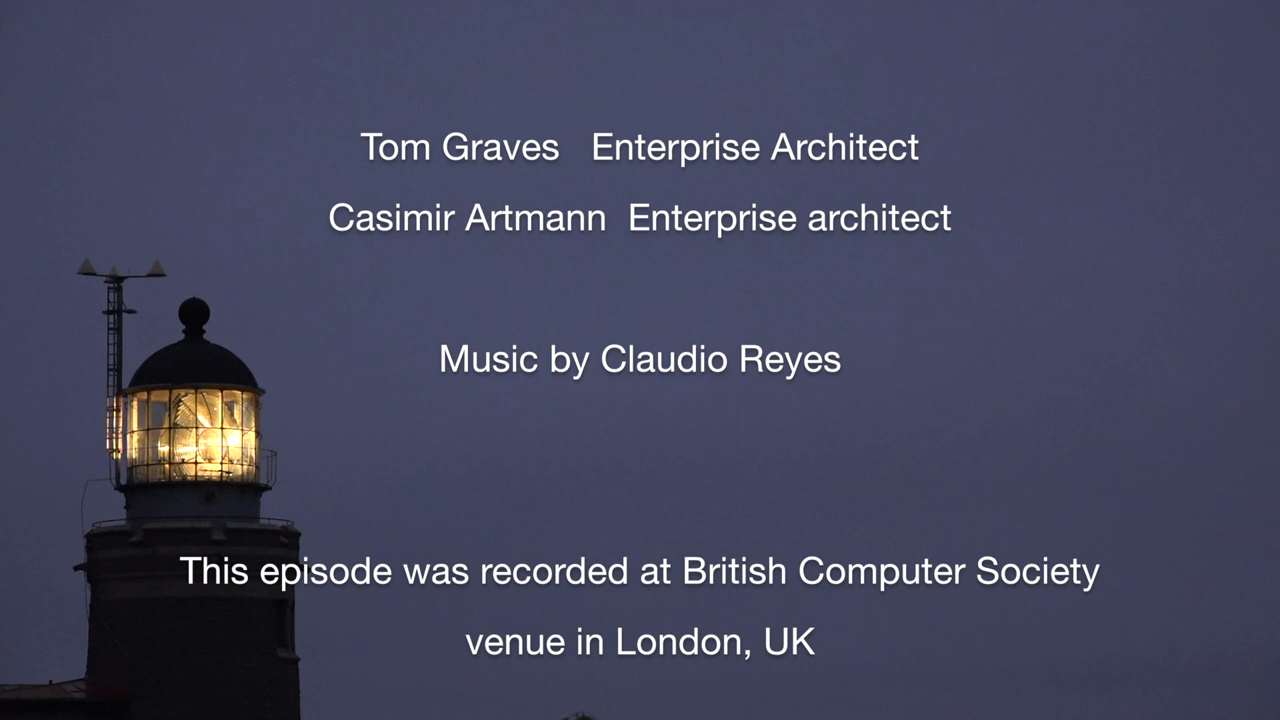 Tom Graves Enterprise Architect
Casimir Artmann Enterprise architect
Music by Claudio Reyes
This episode was recorded at British Computer Society
venue in London, UK